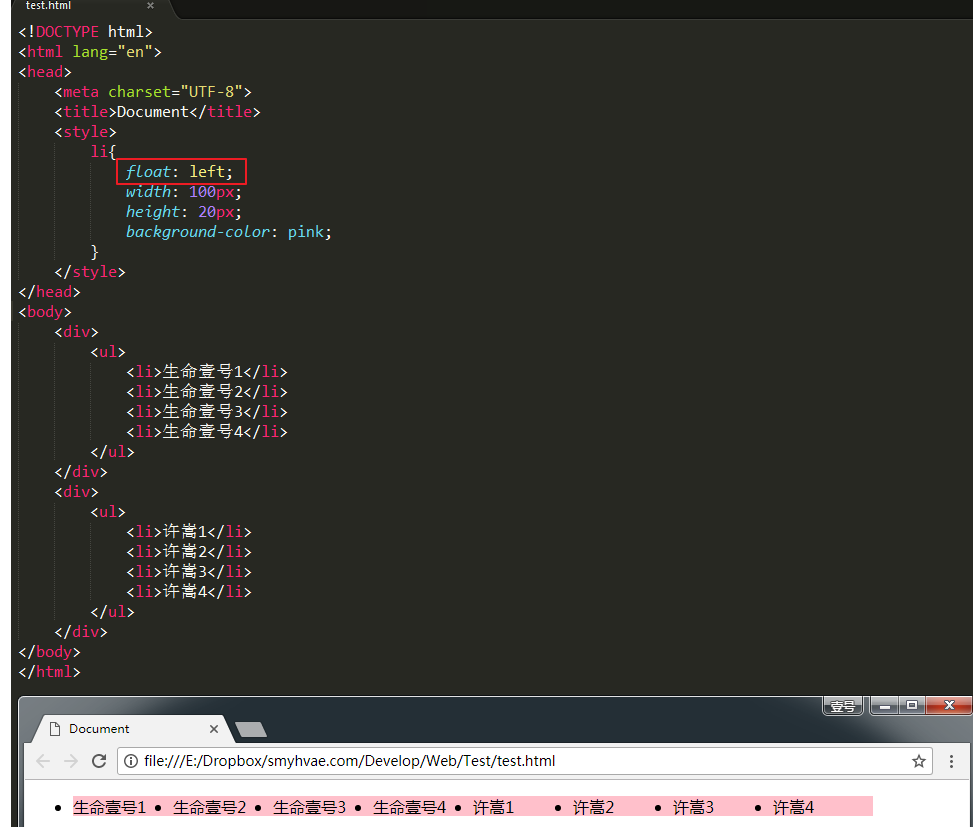 test.html ×
<!DOCTYPE html>
<html lang="en">
<head>
    <meta charset="UTF-8">
    <title>Document</title>
    <style>
        li{
            float: left;
            width: 100px;
            height: 20px;
            background-color: pink;
        }
    </style>
</head>
<body>
    <div>
        <ul>
            <li>生命壹号1</li>
            <li>生命壹号2</li>
            <li>生命壹号3</li>
            <li>生命壹号4</li>
        </ul>
    </div>
    <div>
        <ul>
            <li>许嵩1</li>
            <li>许嵩2</li>
            <li>许嵩3</li>
            <li>许嵩4</li>
        </ul>
    </div>
</body>
</html>
壹号
Document
file:///E:/Dropbox/smyhvae.com/Develop/Web/Test/test.html
• 生命壹号1 • 生命壹号2 • 生命壹号3 • 生命壹号4 • 许嵩1 • 许嵩2 • 许嵩3 • 许嵩4